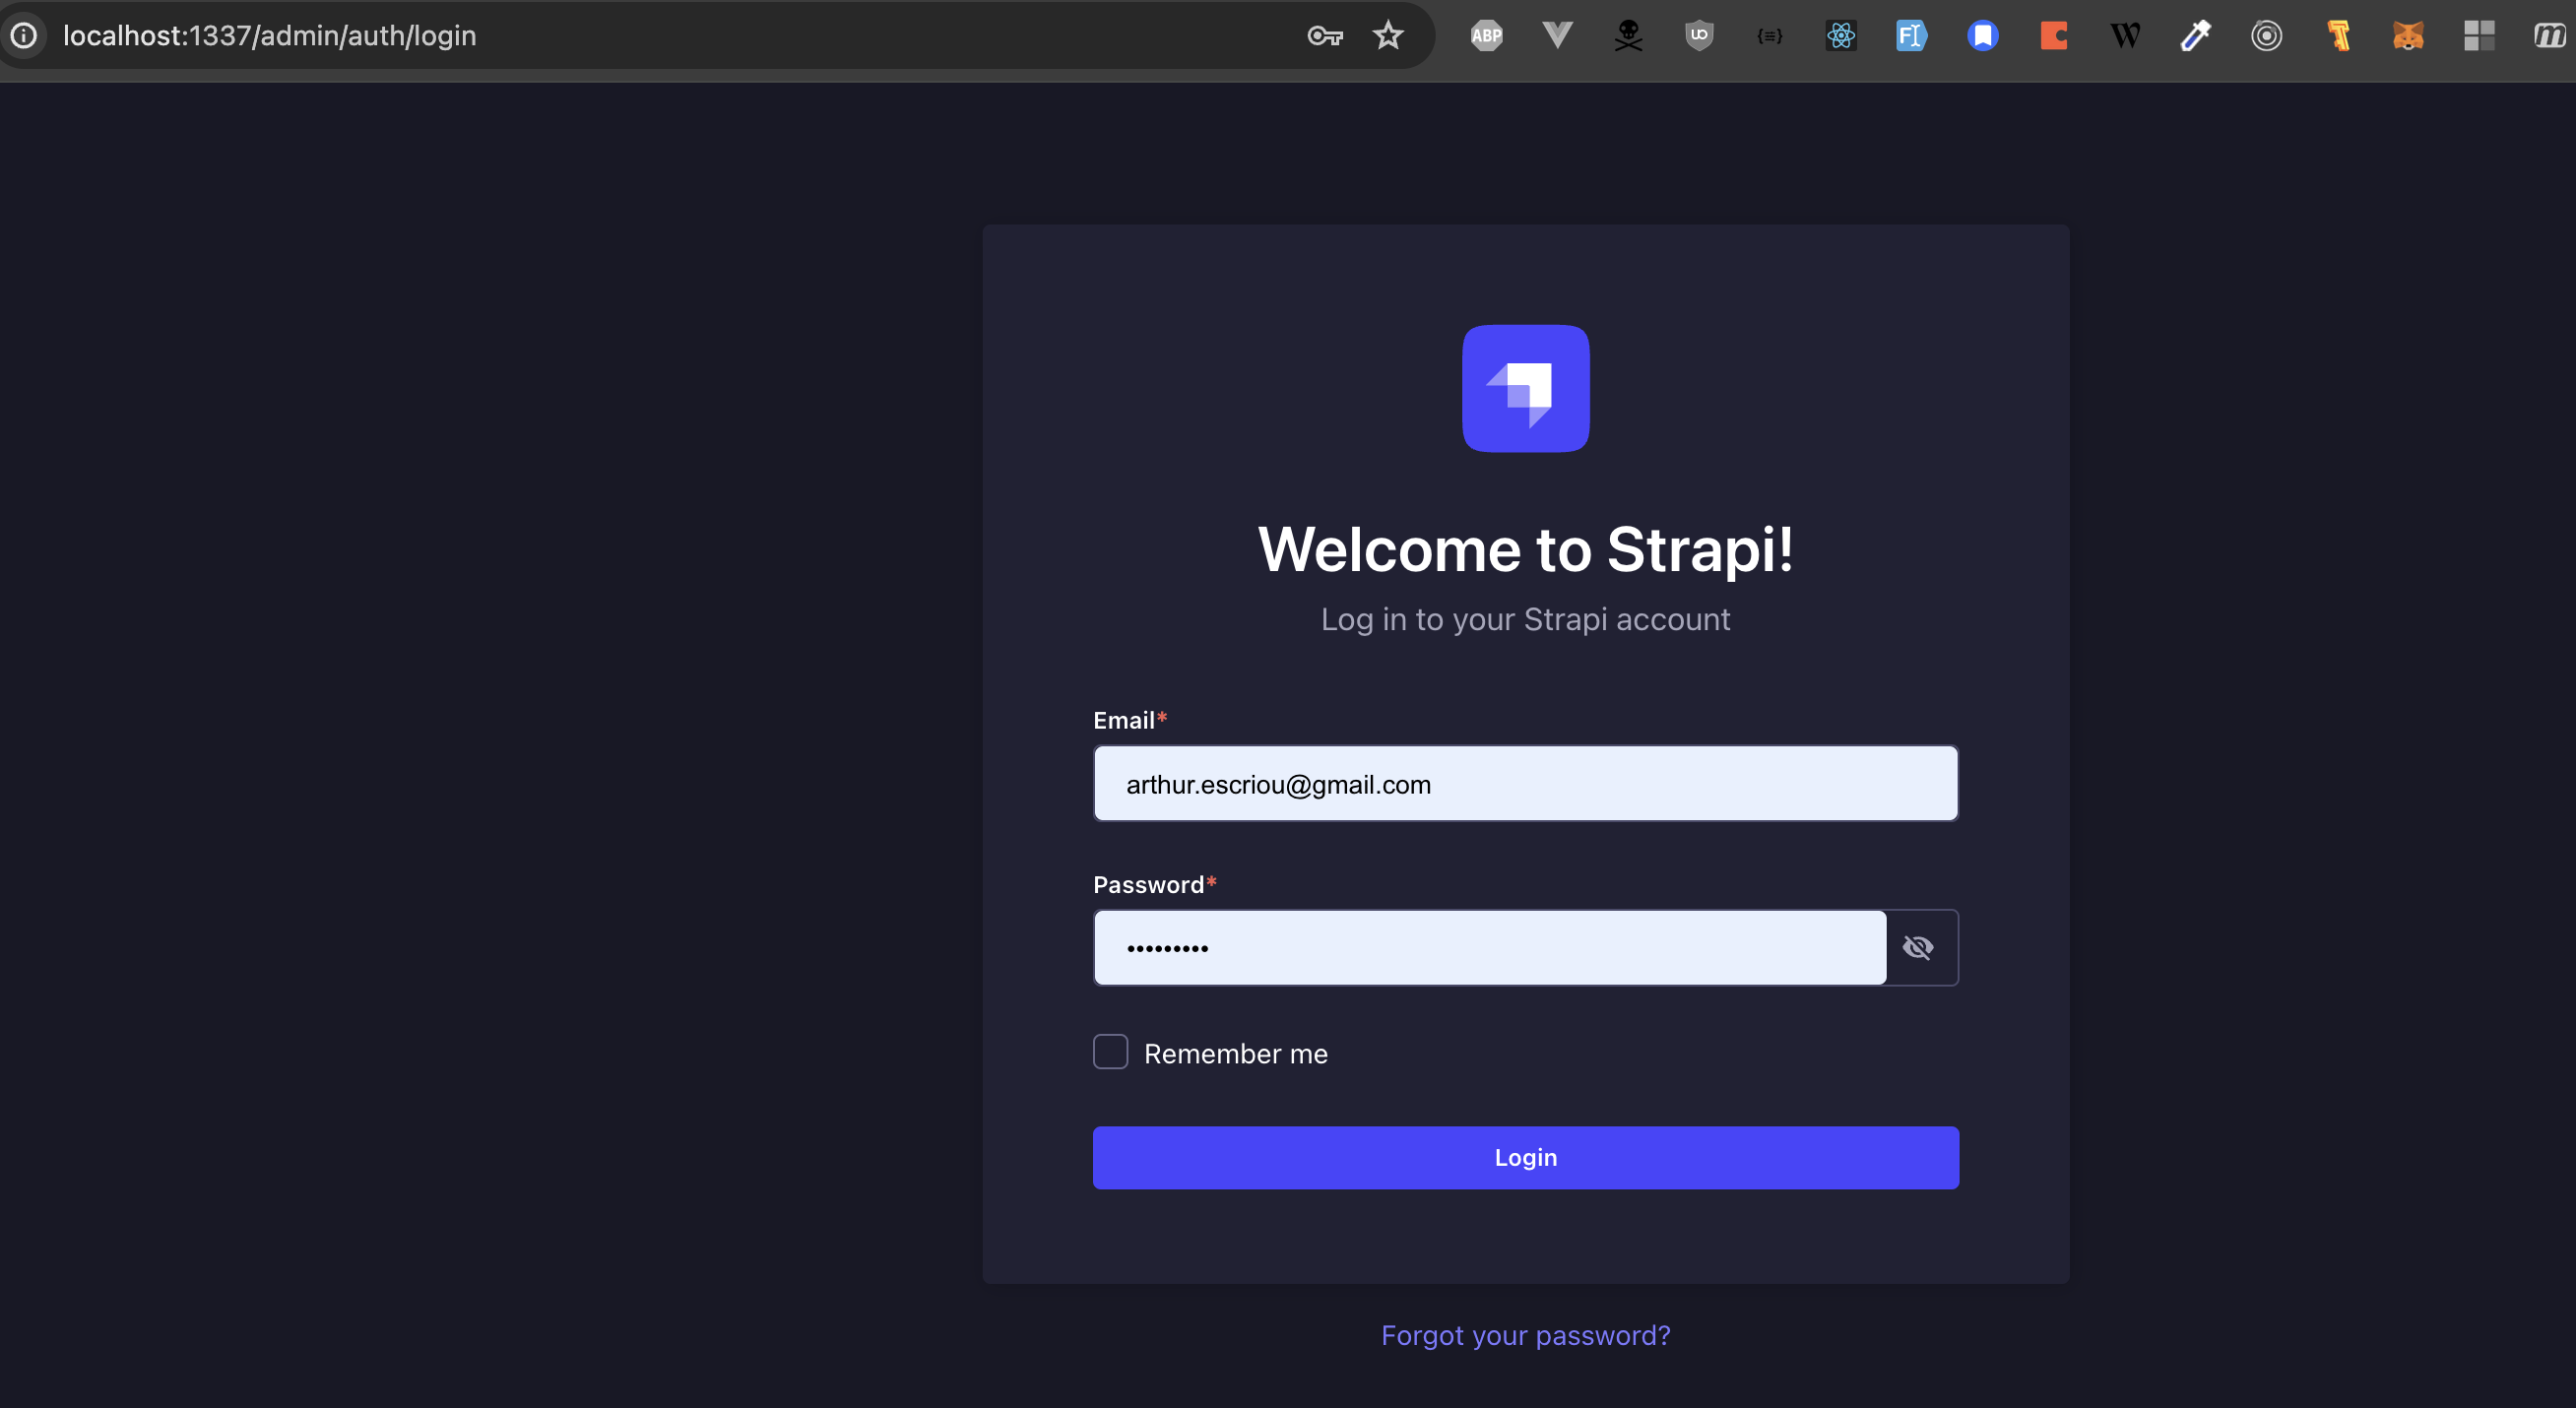 localhost:1337/admin/auth/login
ABP
UO
{≡}
F
C
W
m
Welcome to Strapi!
Log in to your Strapi account
Email*
arthur.escriou@gmail.com
Password*
•••••••••
Remember me
Login
Forgot your password?